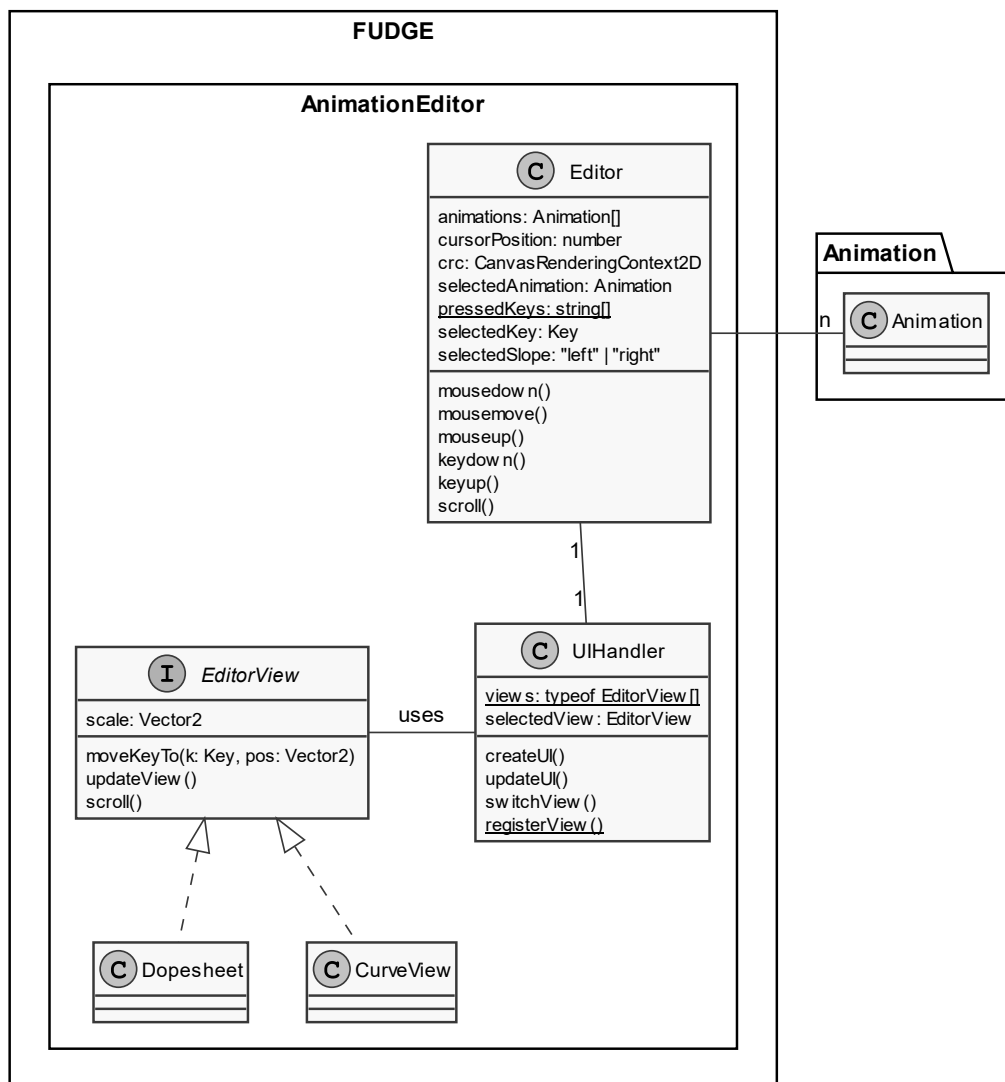 FUDGE
AnimationEditor
C Editor
animations: Animation[]
cursorPosition: number
crc: CanvasRenderingContext2D
selectedAnimation: Animation
pressedKeys: string[]
selectedKey: Key
selectedSlope: "left" | "right"
mousedown()
mousemove()
mouseup()
keydown()
keyup()
scroll()
Animation
n
C Animation
1
1
C UIHandler
views: typeof EditorView[]
selectedView: EditorView
createUI()
updateUI()
switchView()
registerView()
uses
I EditorView
scale: Vector2
moveKeyTo(k: Key, pos: Vector2)
updateView()
scroll()
C Dopesheet
C CurveView